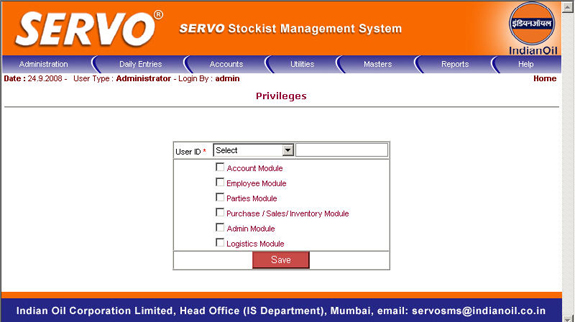 SERVO® SERVO Stockist Management System
इंडियनऑयल
IndianOil
Administration Daily Entries Accounts Utilities Masters Reports Help
Date : 24.9.2008 - User Type : Administrator - Login By : admin Home
Privileges
User ID * Select
Account Module
Employee Module
Parties Module
Purchase / Sales/ Inventory Module
Admin Module
Logistics Module
Save
Indian Oil Corporation Limited, Head Office (IS Department), Mumbai, email: servosms@indianoil.co.in